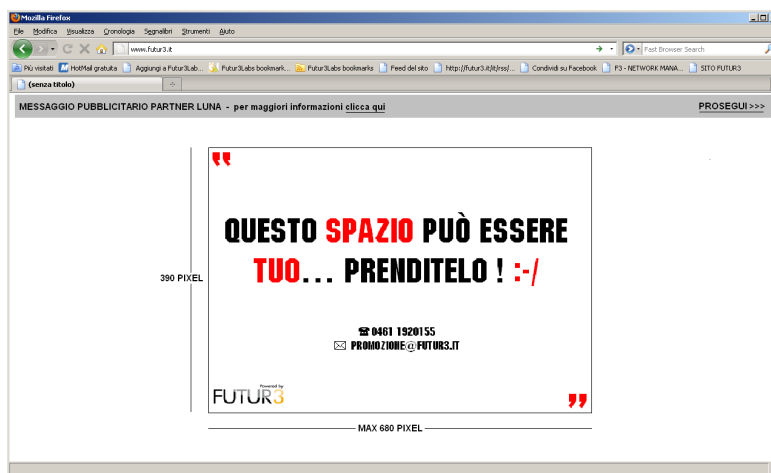 Mozilla Firefox
File Modifica Visualizza Cronologia Segnalibri Strumenti Aiuto
www.futur3.it Fast Browser Search
Più visitati HotMail gratuita Aggiungi a Futur3Lab... Futur3Labs bookmark... Futur3Labs bookmarks Feed del sito http://futur3.it/it/rss/... Condividi su Facebook F3 - NETWORK MANA... SITO FUTUR3
(senza titolo)
MESSAGGIO PUBBLICITARIO PARTNER LUNA - per maggiori informazioni clicca qui PROSEGUI >>>
QUESTO SPAZIO PUÒ ESSERE
TUO... PRENDITELO ! :-/
390 PIXEL
☎ 0461 1920155
✉ PROMOZIONE@FUTUR3.IT
Powered by
FUTUR3
MAX 680 PIXEL